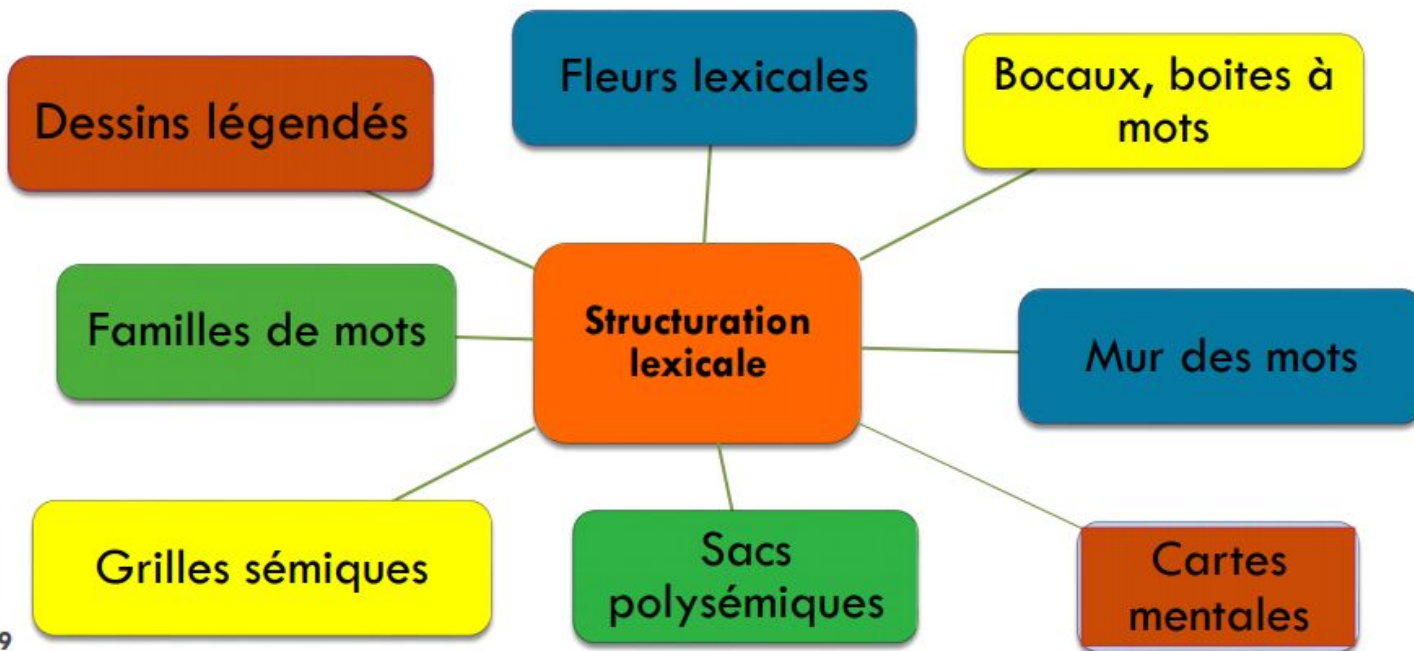 Fleurs lexicales
Bocaux, boites à
mots
Dessins légendés
Familles de mots
Structuration
lexicale
Mur des mots
Grilles sémiques
Sacs
polysémiques
Cartes
mentales
9